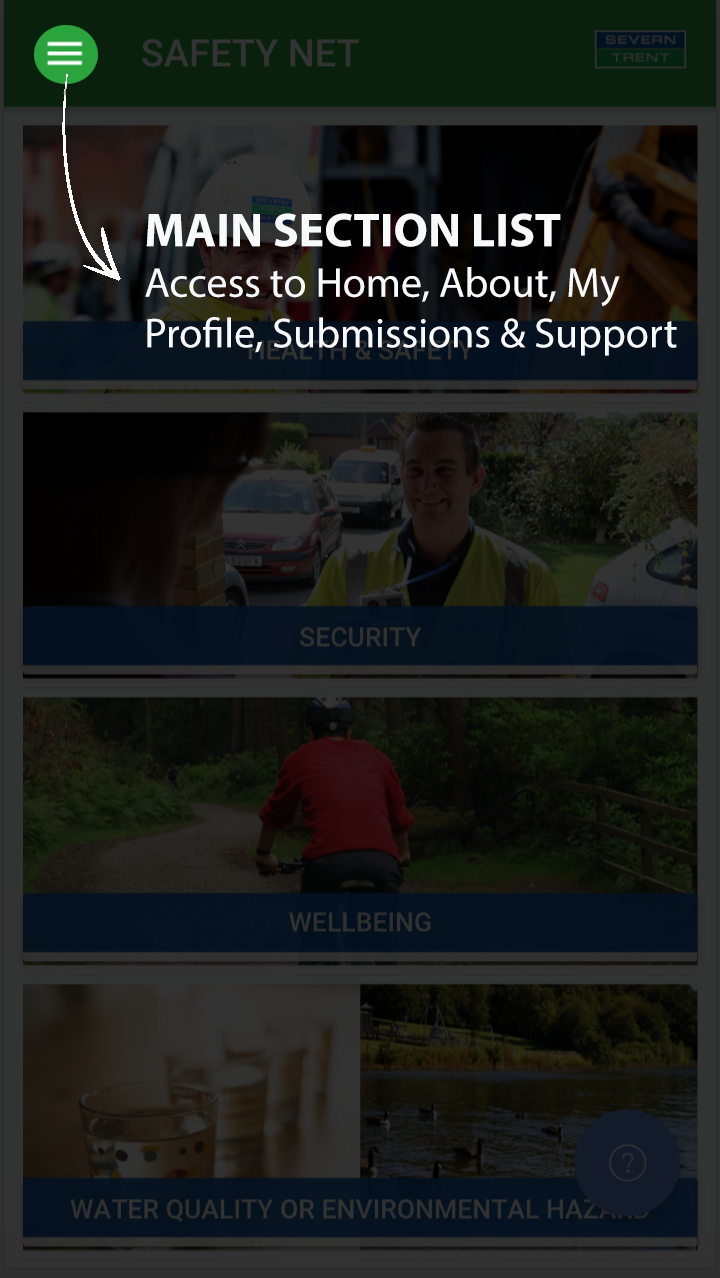 SAFETY NET
SEVERN
TRENT
MAIN SECTION LIST
Access to Home, About, My
Profile, Submissions & Support
HEALTH & SAFETY
SECURITY
WELLBEING
WATER QUALITY OR ENVIRONMENTAL HAZARD
?